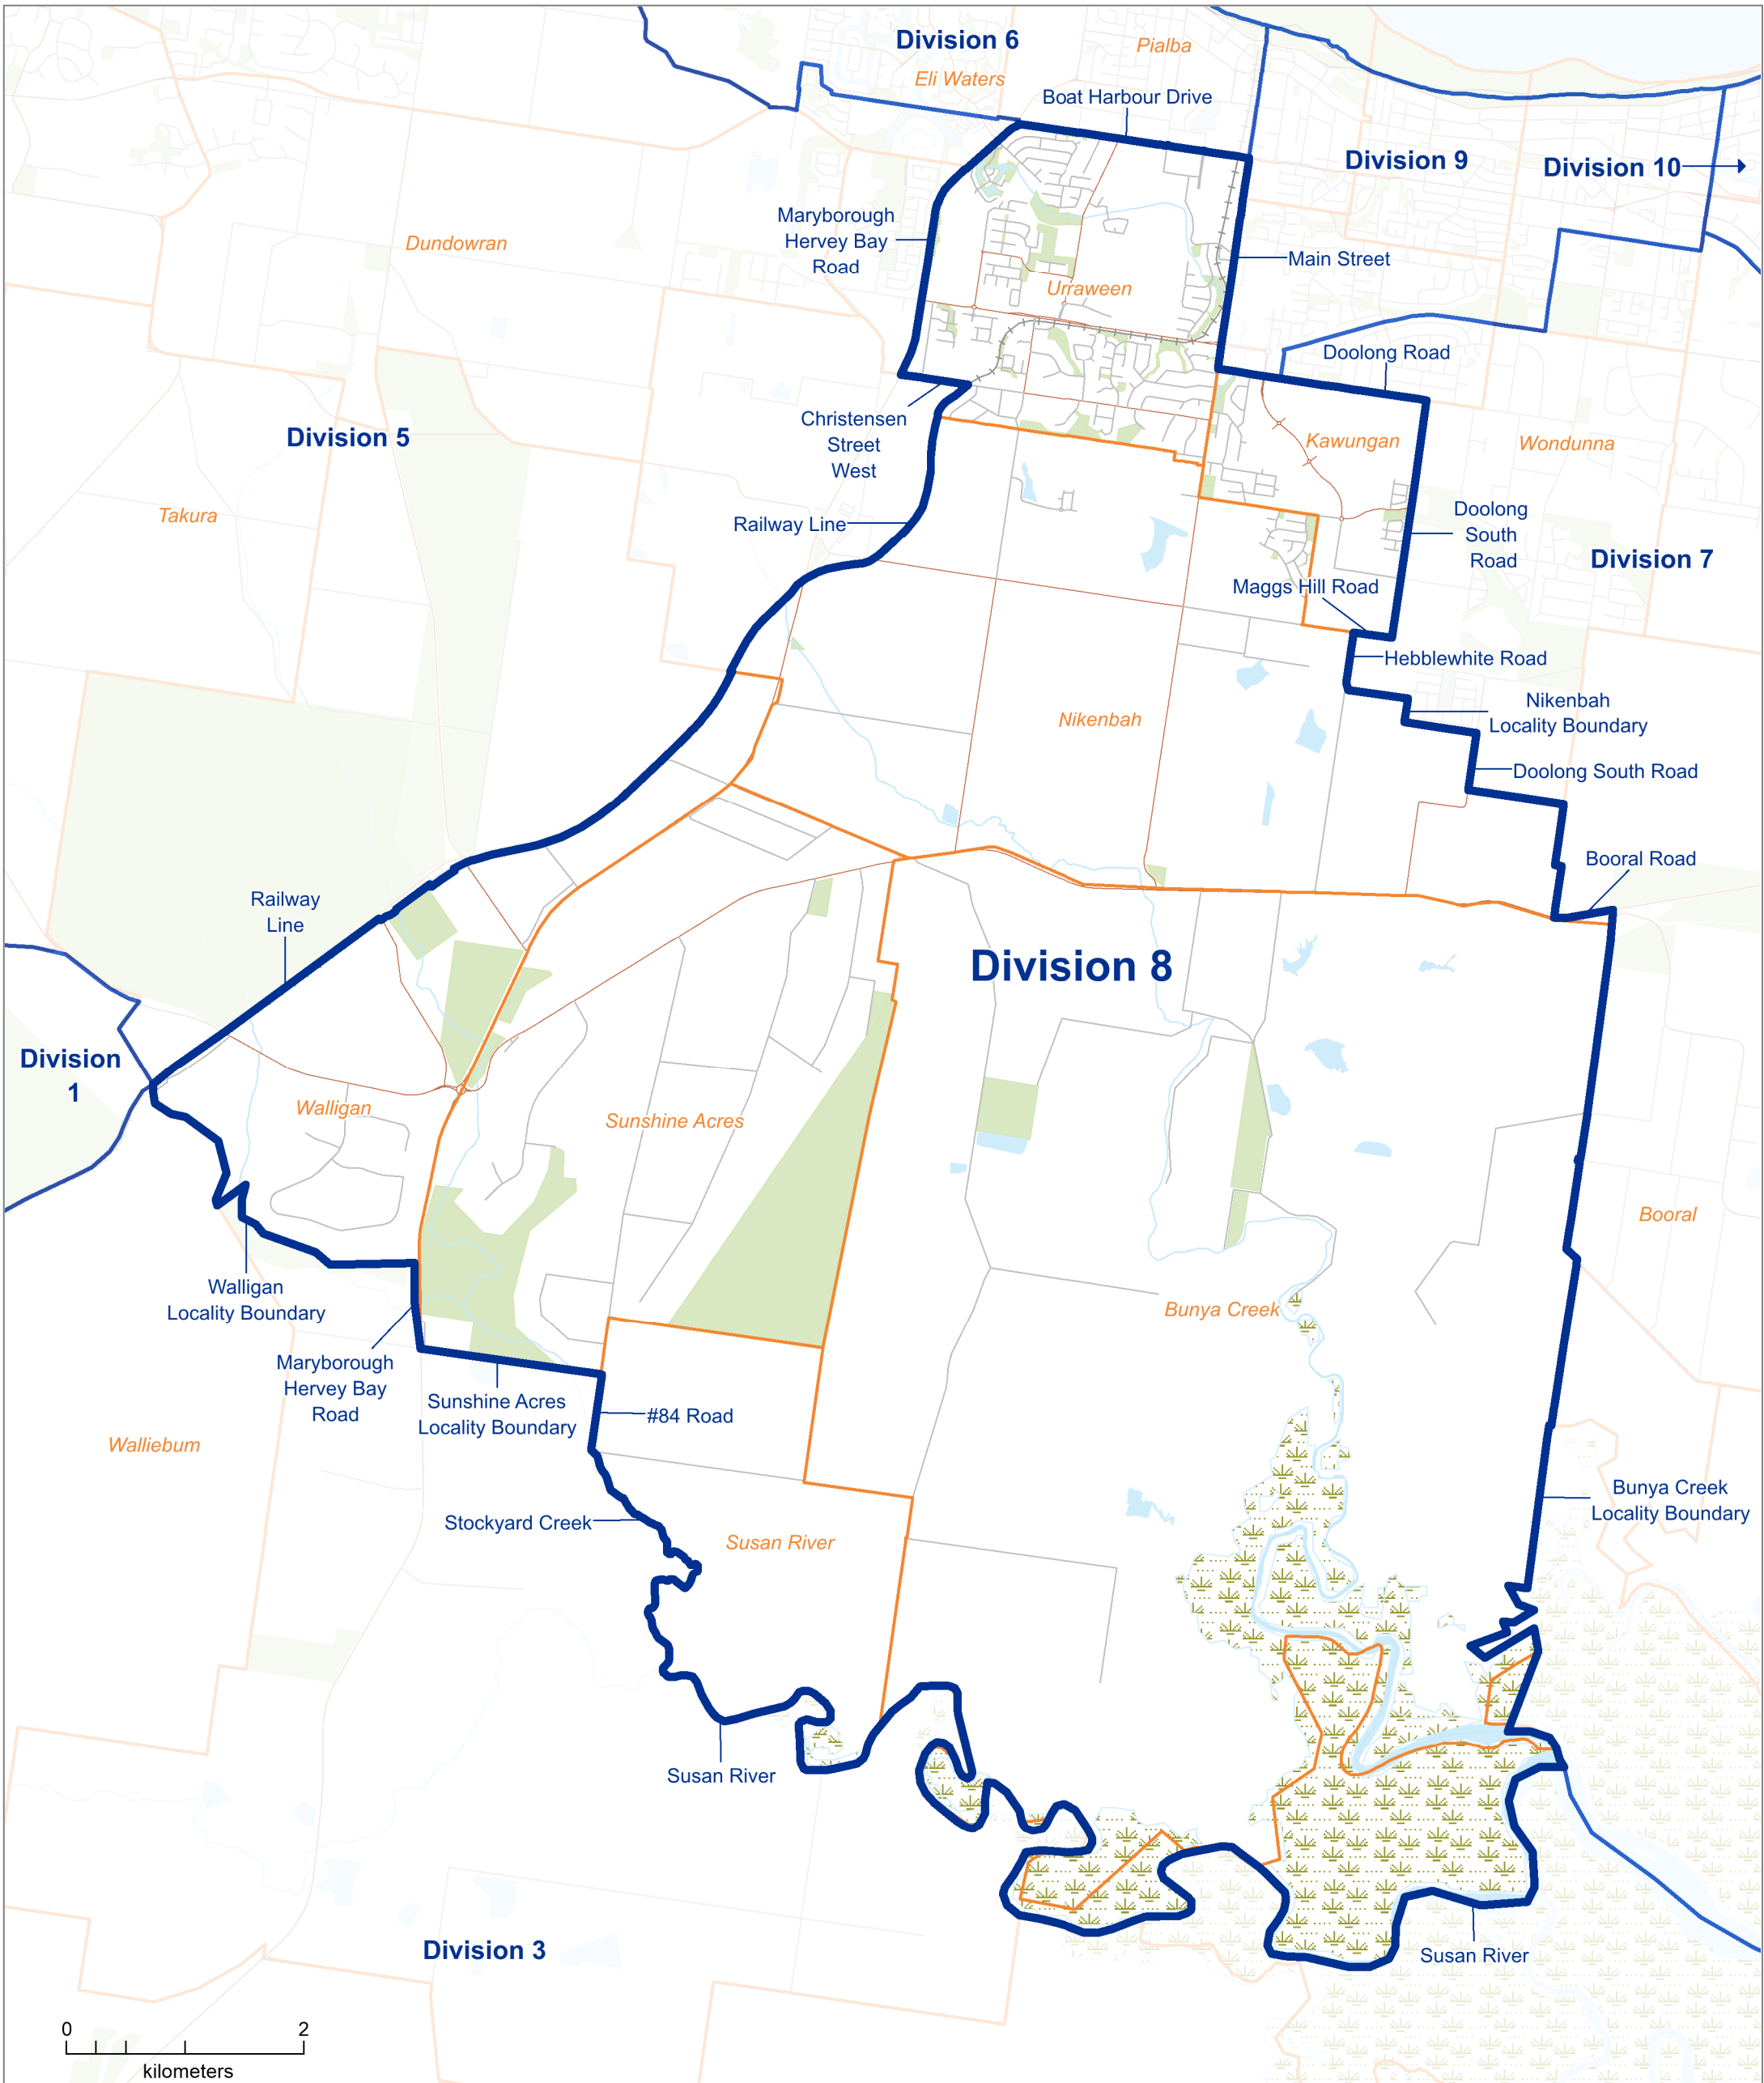 Division 6
Pialba
Eli Waters
Boat Harbour Drive
Division 9
Division 10
Maryborough
Hervey Bay
Road
Dundowran
Main Street
Urraween
Doolong Road
Christensen
Street
West
Division 5
Kawungan
Wondunna
Takura
Railway Line
Doolong
South
Road
Division 7
Maggs Hill Road
Hebblewhite Road
Nikenbah
Locality Boundary
Nikenbah
Doolong South Road
Booral Road
Railway
Line
Division 8
Division
1
Walligan
Sunshine Acres
Booral
Walligan
Locality Boundary
Bunya Creek
Maryborough
Hervey Bay
Road
Sunshine Acres
Locality Boundary
#84 Road
Walliebum
Bunya Creek
Locality Boundary
Stockyard Creek
Susan River
Susan River
Division 3
Susan River
0 2
kilometers